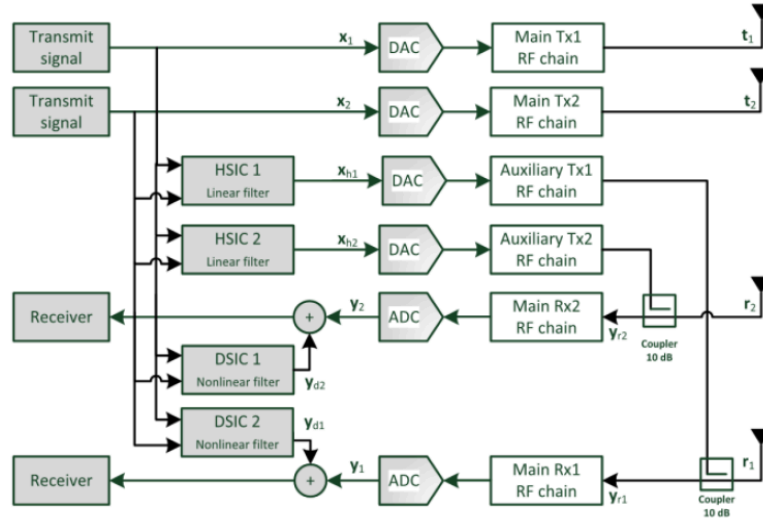 Transmit
signal
x1
DAC
Main Tx1
RF chain
t1
Transmit
signal
x2
DAC
Main Tx2
RF chain
t2
HSIC 1
Linear filter
xh1
DAC
Auxiliary Tx1
RF chain
HSIC 2
Linear filter
xh2
DAC
Auxiliary Tx2
RF chain
Receiver
+
y2
ADC
Main Rx2
RF chain
yr2
Coupler
10 dB
r2
DSIC 1
Nonlinear filter
yd2
DSIC 2
Nonlinear filter
yd1
Receiver
+
y1
ADC
Main Rx1
RF chain
yr1
Coupler
10 dB
r1